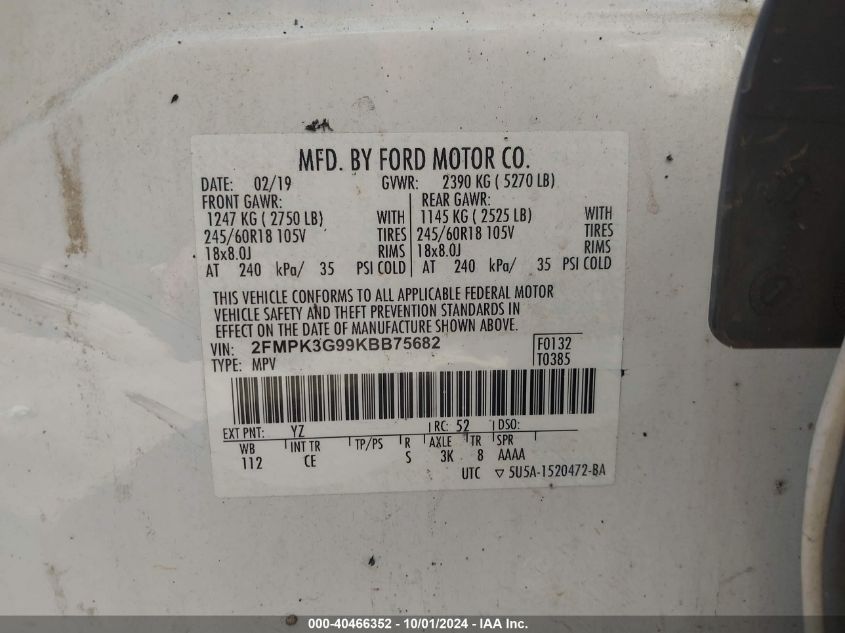 MFD. BY FORD MOTOR CO.
DATE: 02/19 GVWR: 2390 KG ( 5270 LB)
FRONT GAWR: REAR GAWR:
1247 KG ( 2750 LB) WITH 1145 KG ( 2525 LB) WITH
245/60R18 105V TIRES 245/60R18 105V TIRES
18x8.0J RIMS 18x8.0J RIMS
AT 240 kPa/ 35 PSI COLD AT 240 kPa/ 35 PSI COLD
THIS VEHICLE CONFORMS TO ALL APPLICABLE FEDERAL MOTOR
VEHICLE SAFETY AND THEFT PREVENTION STANDARDS IN
EFFECT ON THE DATE OF MANUFACTURE SHOWN ABOVE.
VIN: 2FMPK3G99KBB75682 F0132
TYPE: MPV T0385
EXT PNT: YZ RC: 52 DSO:
WB INT TR TP/PS R AXLE TR SPR
112 CE S 3K 8 AAAA
UTC ▽ 5U5A-1520472-BA
000-40466352 - 10/01/2024 - IAA Inc.